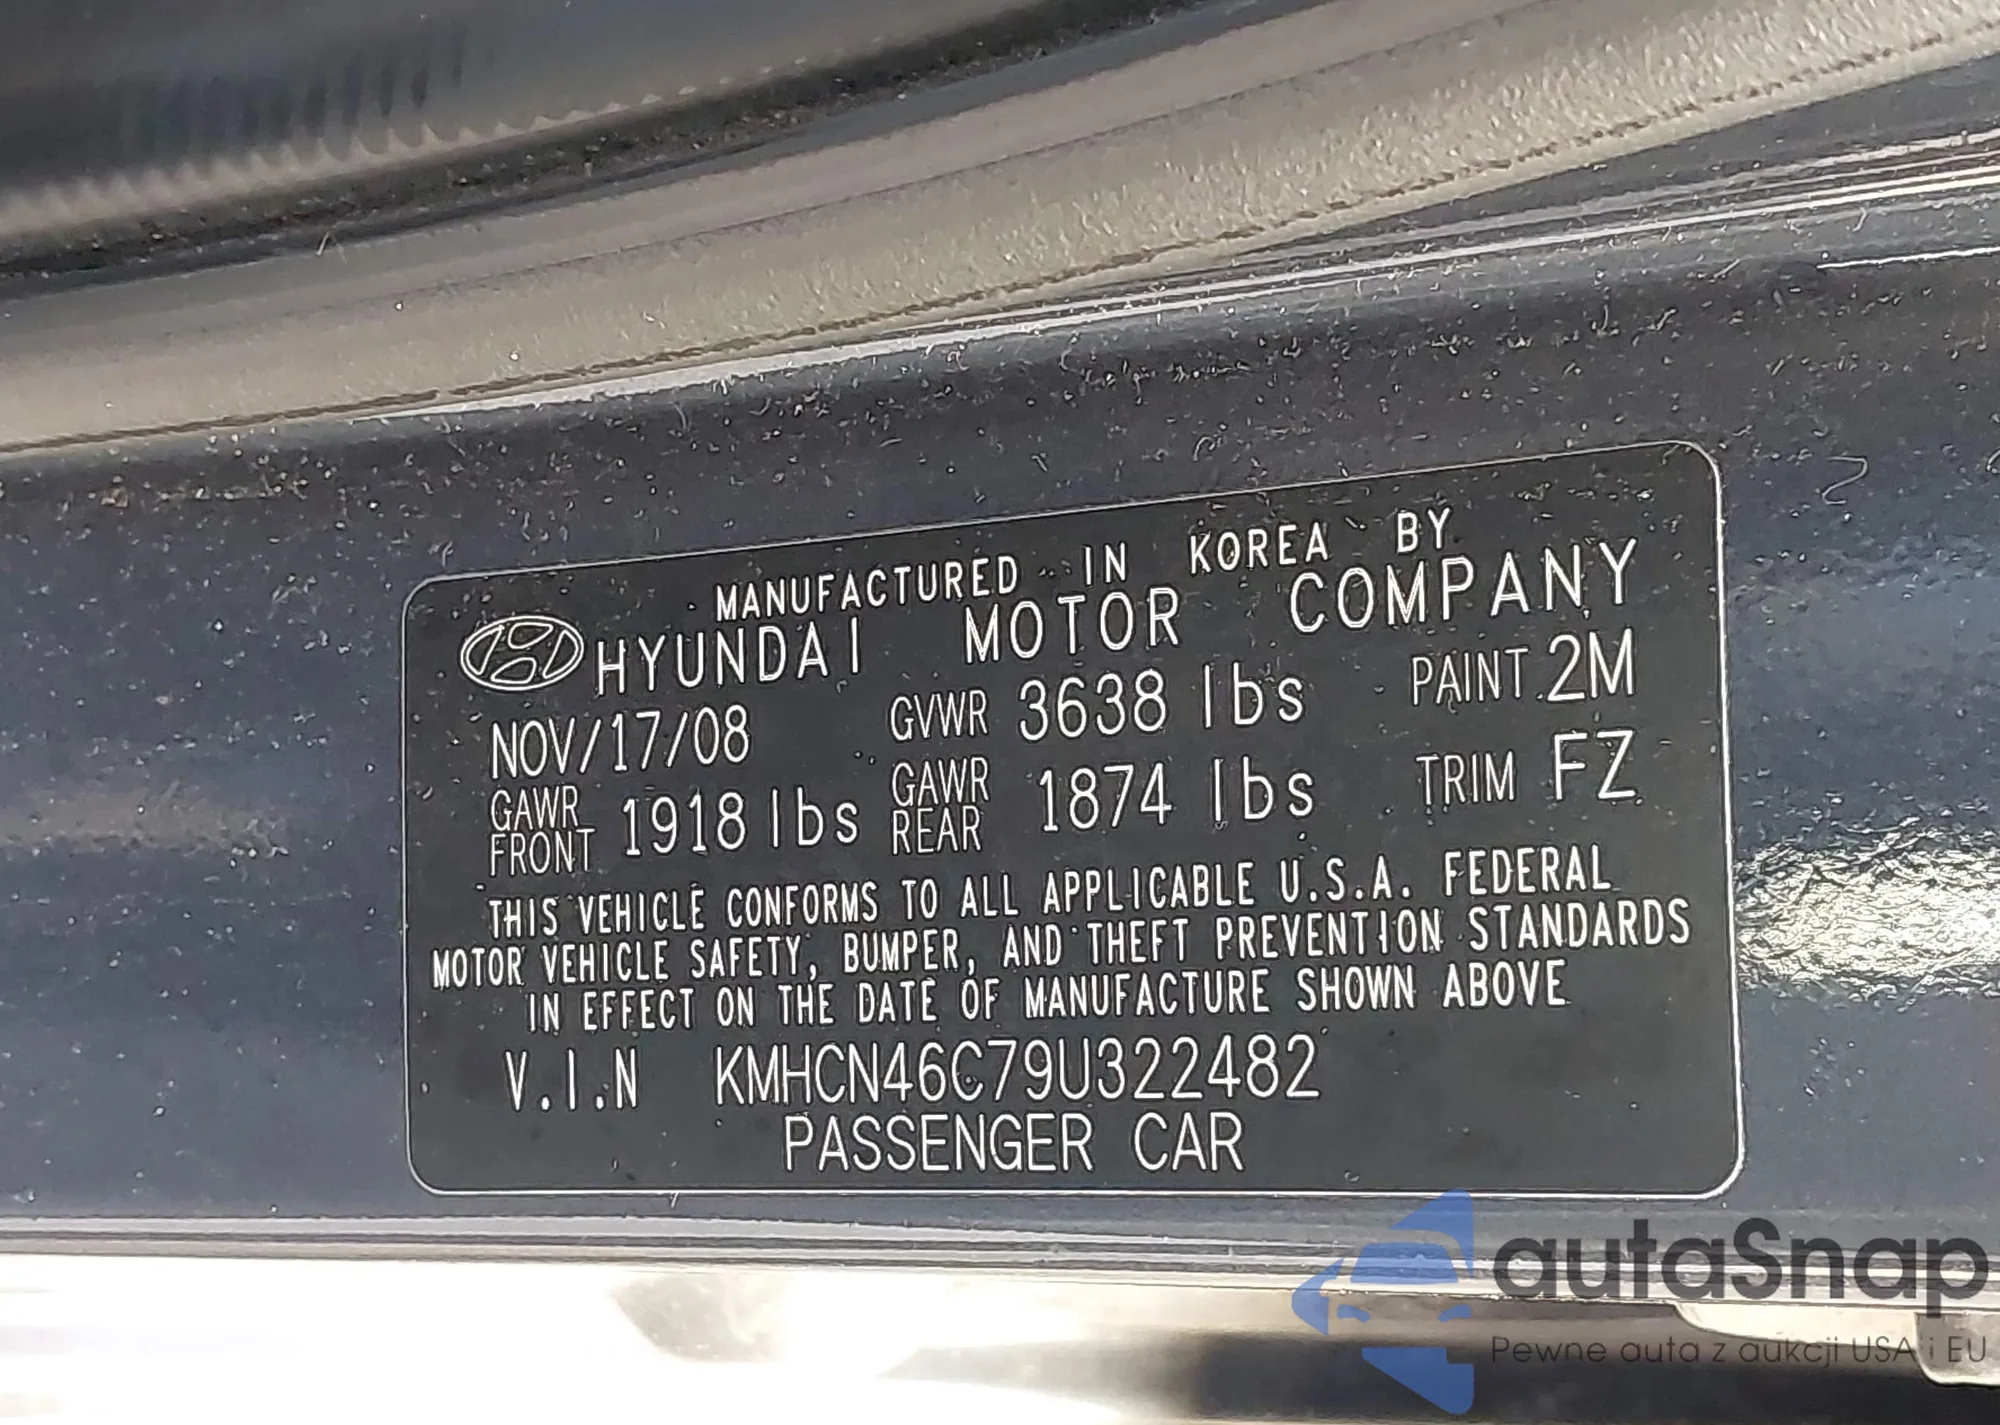 MANUFACTURED IN KOREA BY
HYUNDAI MOTOR COMPANY
NOV/17/08 GVWR 3638 lbs PAINT 2M
GAWR FRONT 1918 lbs GAWR REAR 1874 lbs TRIM FZ
THIS VEHICLE CONFORMS TO ALL APPLICABLE U.S.A. FEDERAL
MOTOR VEHICLE SAFETY, BUMPER, AND THEFT PREVENTION STANDARDS
IN EFFECT ON THE DATE OF MANUFACTURE SHOWN ABOVE
V.I.N KMHCN46C79U322482
PASSENGER CAR
autaSnap
Pewne auta z aukcji USA i EU